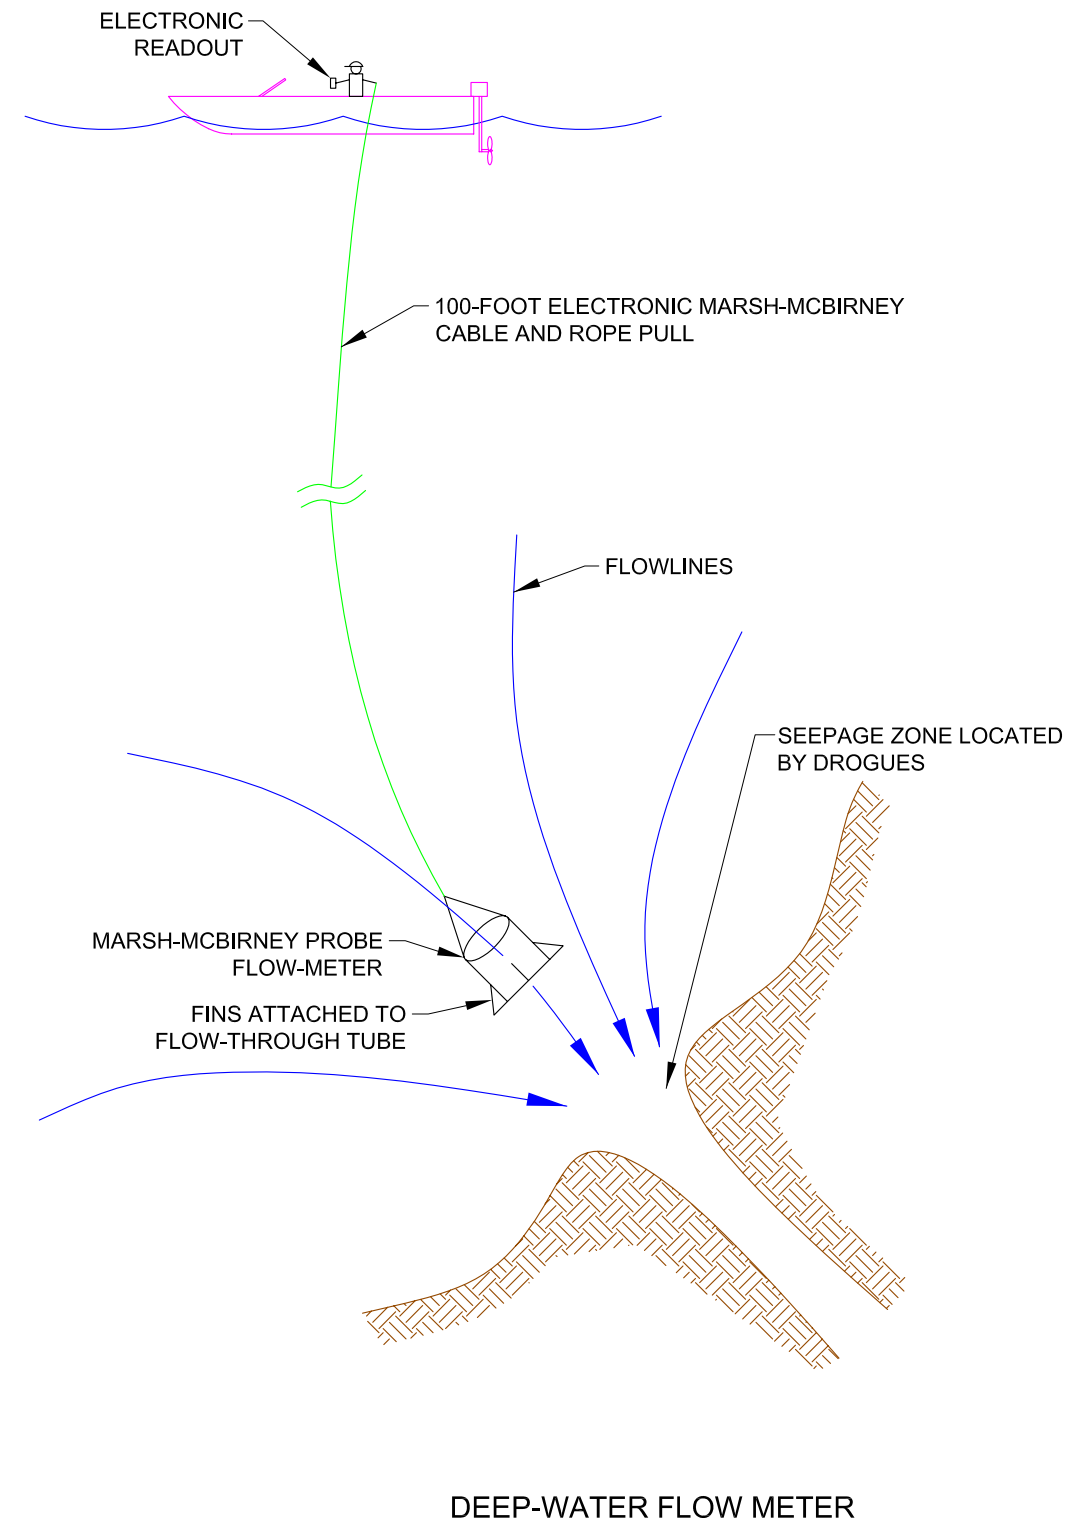 ELECTRONIC
READOUT
100-FOOT ELECTRONIC MARSH-MCBIRNEY
CABLE AND ROPE PULL
FLOWLINES
SEEPAGE ZONE LOCATED
BY DROGUES
MARSH-MCBIRNEY PROBE
FLOW-METER
FINS ATTACHED TO
FLOW-THROUGH TUBE
DEEP-WATER FLOW METER